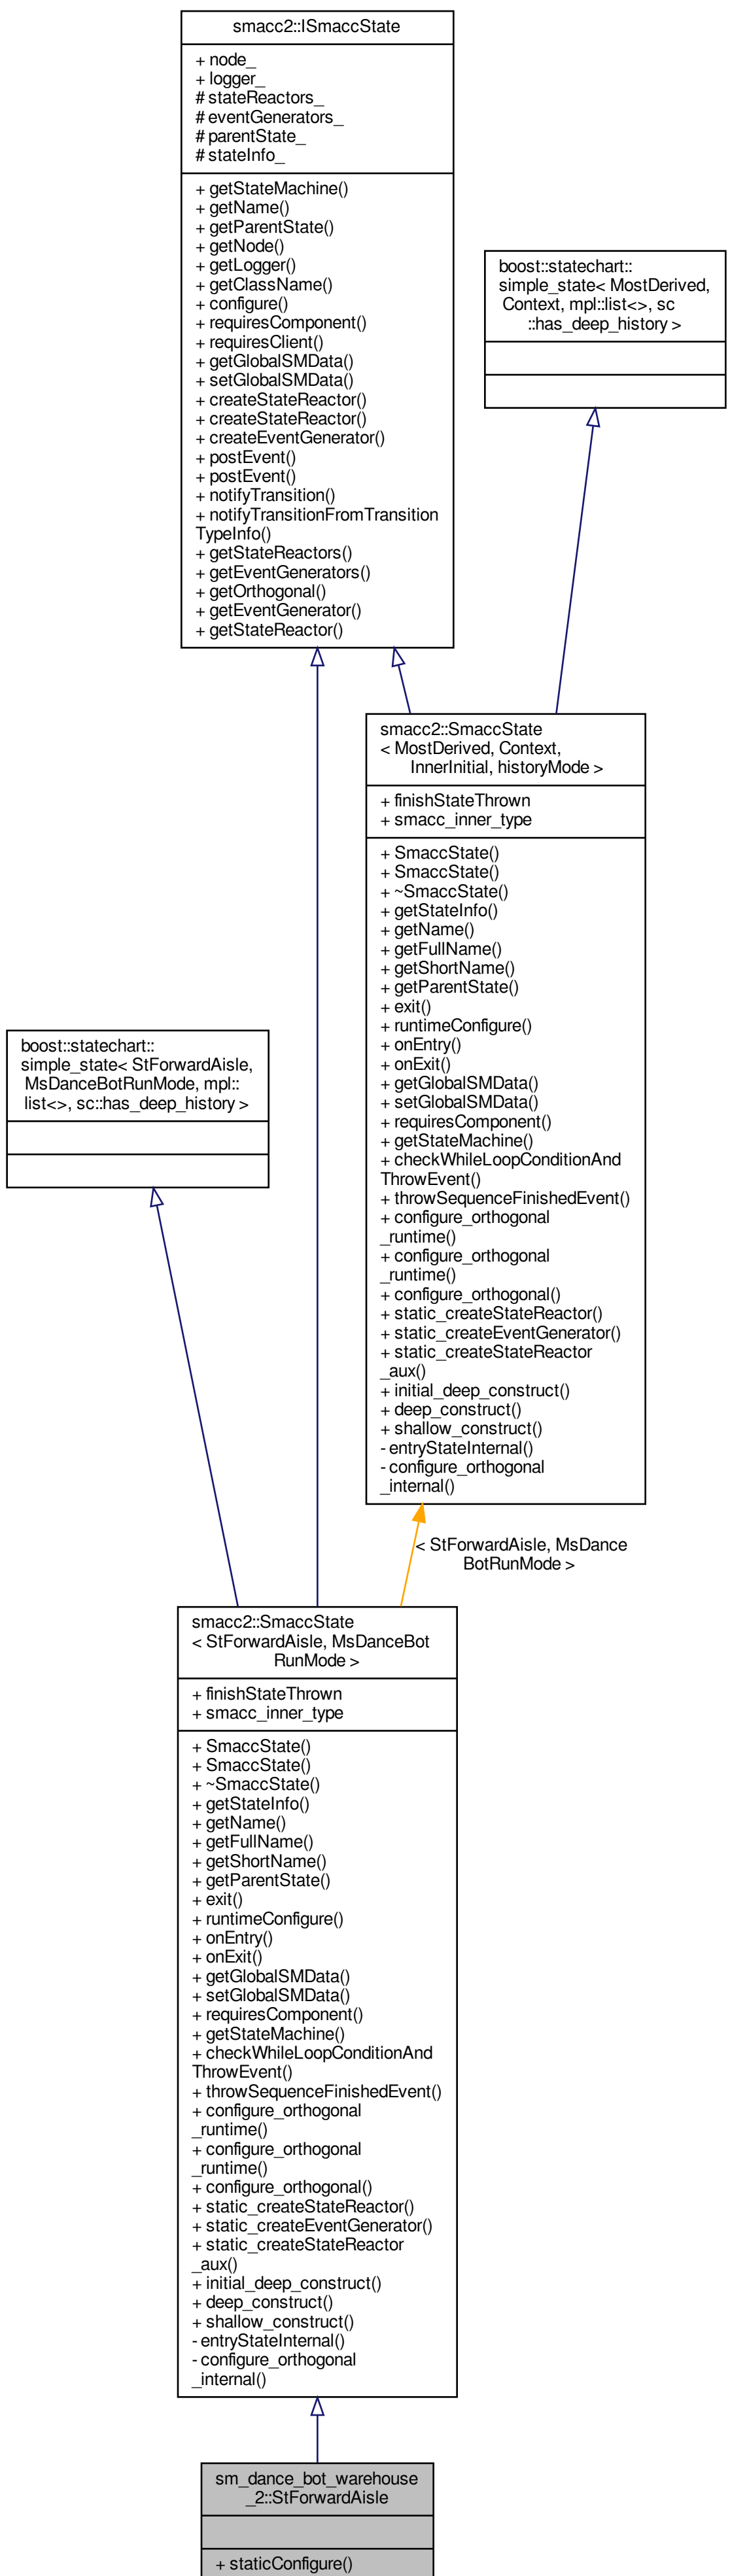 smacc2::ISmaccState
+ node_
+ logger_
# stateReactors_
# eventGenerators_
# parentState_
# stateInfo_
+ getStateMachine()
+ getName()
+ getParentState()
+ getNode()
+ getLogger()
+ getClassName()
+ configure()
+ requiresComponent()
+ requiresClient()
+ getGlobalSMData()
+ setGlobalSMData()
+ createStateReactor()
+ createStateReactor()
+ createEventGenerator()
+ postEvent()
+ postEvent()
+ notifyTransition()
+ notifyTransitionFromTransition
TypeInfo()
+ getStateReactors()
+ getEventGenerators()
+ getOrthogonal()
+ getEventGenerator()
+ getStateReactor()
boost::statechart::
simple_state< MostDerived,
Context, mpl::list<>, sc
::has_deep_history >
smacc2::SmaccState
< MostDerived, Context,
InnerInitial, historyMode >
+ finishStateThrown
+ smacc_inner_type
+ SmaccState()
+ SmaccState()
+ ~SmaccState()
+ getStateInfo()
+ getName()
+ getFullName()
+ getShortName()
+ getParentState()
+ exit()
+ runtimeConfigure()
+ onEntry()
+ onExit()
+ getGlobalSMData()
+ setGlobalSMData()
+ requiresComponent()
+ getStateMachine()
+ checkWhileLoopConditionAnd
ThrowEvent()
+ throwSequenceFinishedEvent()
+ configure_orthogonal
_runtime()
+ configure_orthogonal
_runtime()
+ configure_orthogonal()
+ static_createStateReactor()
+ static_createEventGenerator()
+ static_createStateReactor
_aux()
+ initial_deep_construct()
+ deep_construct()
+ shallow_construct()
- entryStateInternal()
- configure_orthogonal
_internal()
boost::statechart::
simple_state< StForwardAisle,
MsDanceBotRunMode, mpl::
list<>, sc::has_deep_history >
< StForwardAisle, MsDance
BotRunMode >
smacc2::SmaccState
< StForwardAisle, MsDanceBot
RunMode >
+ finishStateThrown
+ smacc_inner_type
+ SmaccState()
+ SmaccState()
+ ~SmaccState()
+ getStateInfo()
+ getName()
+ getFullName()
+ getShortName()
+ getParentState()
+ exit()
+ runtimeConfigure()
+ onEntry()
+ onExit()
+ getGlobalSMData()
+ setGlobalSMData()
+ requiresComponent()
+ getStateMachine()
+ checkWhileLoopConditionAnd
ThrowEvent()
+ throwSequenceFinishedEvent()
+ configure_orthogonal
_runtime()
+ configure_orthogonal
_runtime()
+ configure_orthogonal()
+ static_createStateReactor()
+ static_createEventGenerator()
+ static_createStateReactor
_aux()
+ initial_deep_construct()
+ deep_construct()
+ shallow_construct()
- entryStateInternal()
- configure_orthogonal
_internal()
sm_dance_bot_warehouse
_2::StForwardAisle
+ staticConfigure()